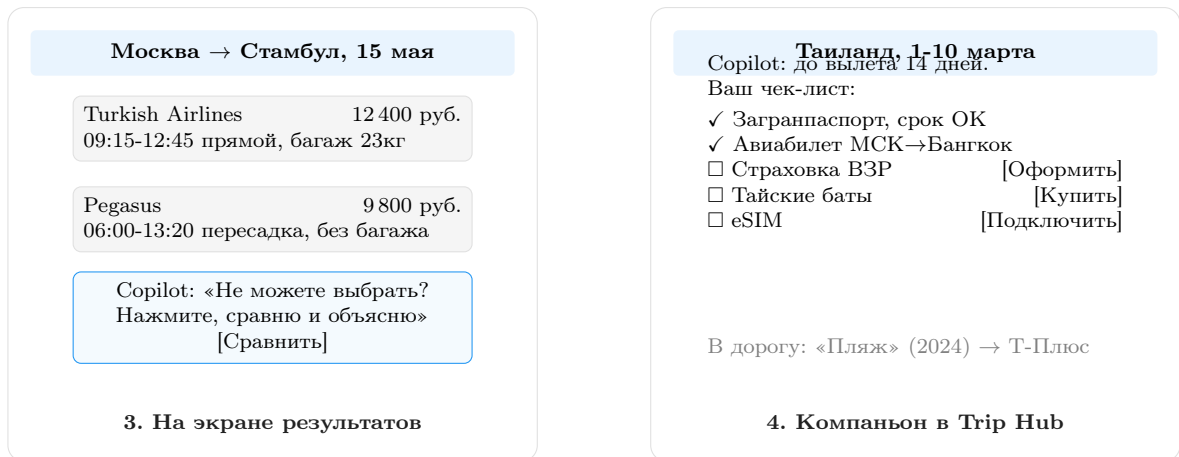 Москва → Стамбул, 15 мая
Turkish Airlines 12 400 руб.
09:15-12:45 прямой, багаж 23кг
Pegasus 9 800 руб.
06:00-13:20 пересадка, без багажа
Copilot: «Не можете выбрать?
Нажмите, сравню и объясню»
[Сравнить]
3. На экране результатов
Таиланд, 1-10 марта
Copilot: до вылета 14 дней.
Ваш чек-лист:
✓ Загранпаспорт, срок OK
✓ Авиабилет МСК→Бангкок
☐ Страховка ВЗР [Оформить]
☐ Тайские баты [Купить]
☐ eSIM [Подключить]
В дорогу: «Пляж» (2024) → Т-Плюс
4. Компаньон в Trip Hub